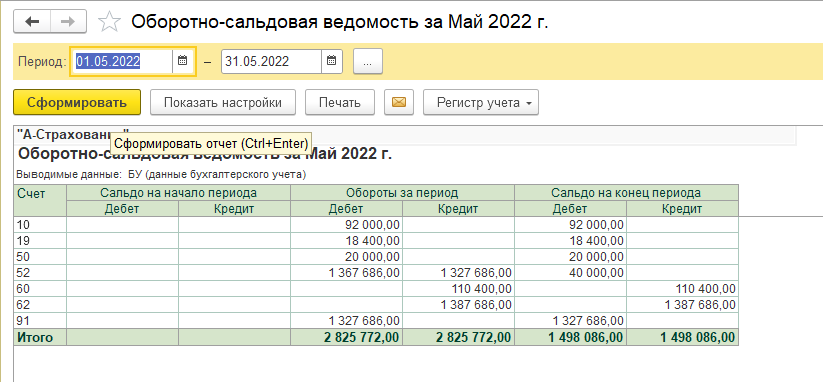 Оборотно-сальдовая ведомость за Май 2022 г.
Период: 01.05.2022 – 31.05.2022 ...
Сформировать Показать настройки Печать Регистр учета
"А-Страхование"
Сформировать отчет (Ctrl+Enter)
Оборотно-сальдовая ведомость за Май 2022 г.
Выводимые данные: БУ (данные бухгалтерского учета)
Счет Сальдо на начало периода Обороты за период Сальдо на конец периода
Дебет Кредит Дебет Кредит Дебет Кредит
10 92 000,00 92 000,00
19 18 400,00 18 400,00
50 20 000,00 20 000,00
52 1 367 686,00 1 327 686,00 40 000,00
60 110 400,00 110 400,00
62 1 387 686,00 1 387 686,00
91 1 327 686,00 1 327 686,00
Итого 2 825 772,00 2 825 772,00 1 498 086,00 1 498 086,00